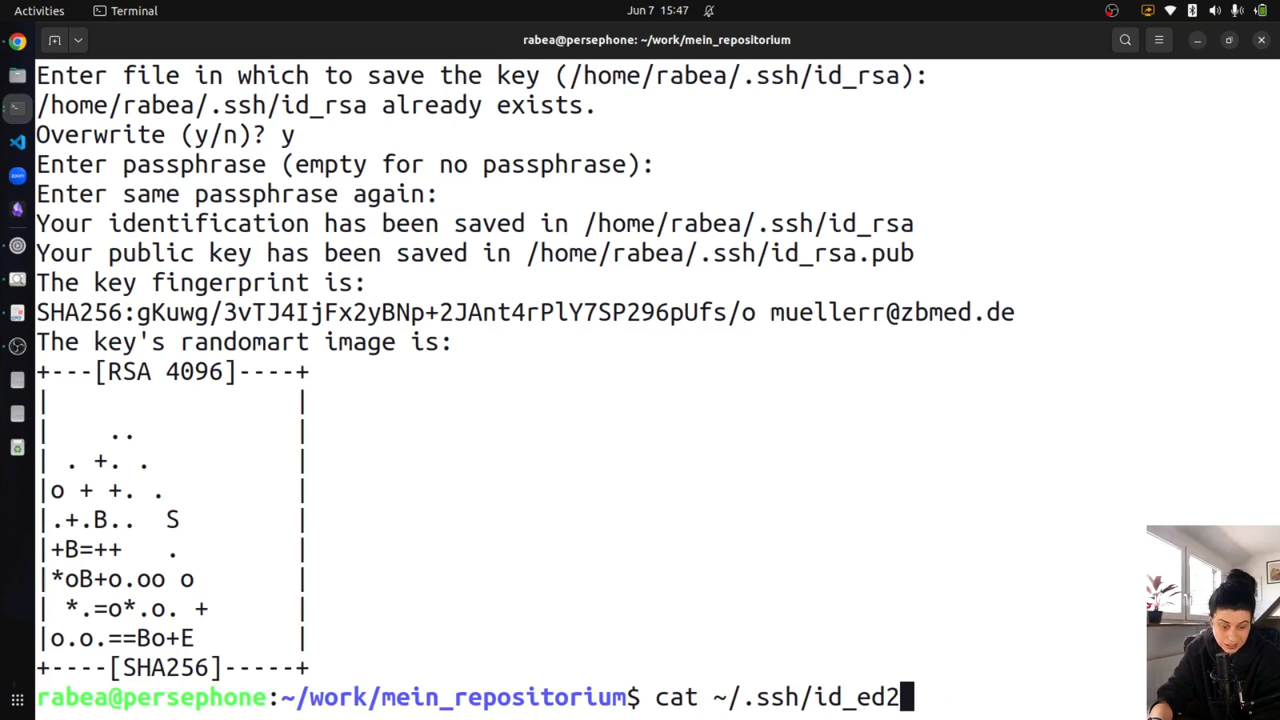 Activities
Terminal
Jun 7 15:47
rabea@persephone: ~/work/mein_repositorium
Enter file in which to save the key (/home/rabea/.ssh/id_rsa):
/home/rabea/.ssh/id_rsa already exists.
Overwrite (y/n)? y
Enter passphrase (empty for no passphrase):
Enter same passphrase again:
Your identification has been saved in /home/rabea/.ssh/id_rsa
Your public key has been saved in /home/rabea/.ssh/id_rsa.pub
The key fingerprint is:
SHA256:gKuwg/3vTJ4IjFx2yBNp+2JAnt4rPlY7SP296pUfs/o muellerr@zbmed.de
The key's randomart image is:
+---[RSA 4096]----+
|                 |
|    ..           |
| . +. .          |
|o + +. .         |
|.+.B..  S        |
|+B=++   .        |
|*oB+o.oo o       |
| *.=o*.o. +      |
|o.o.==Bo+E       |
+----[SHA256]-----+
rabea@persephone:~/work/mein_repositorium$ cat ~/.ssh/id_ed2
zoom